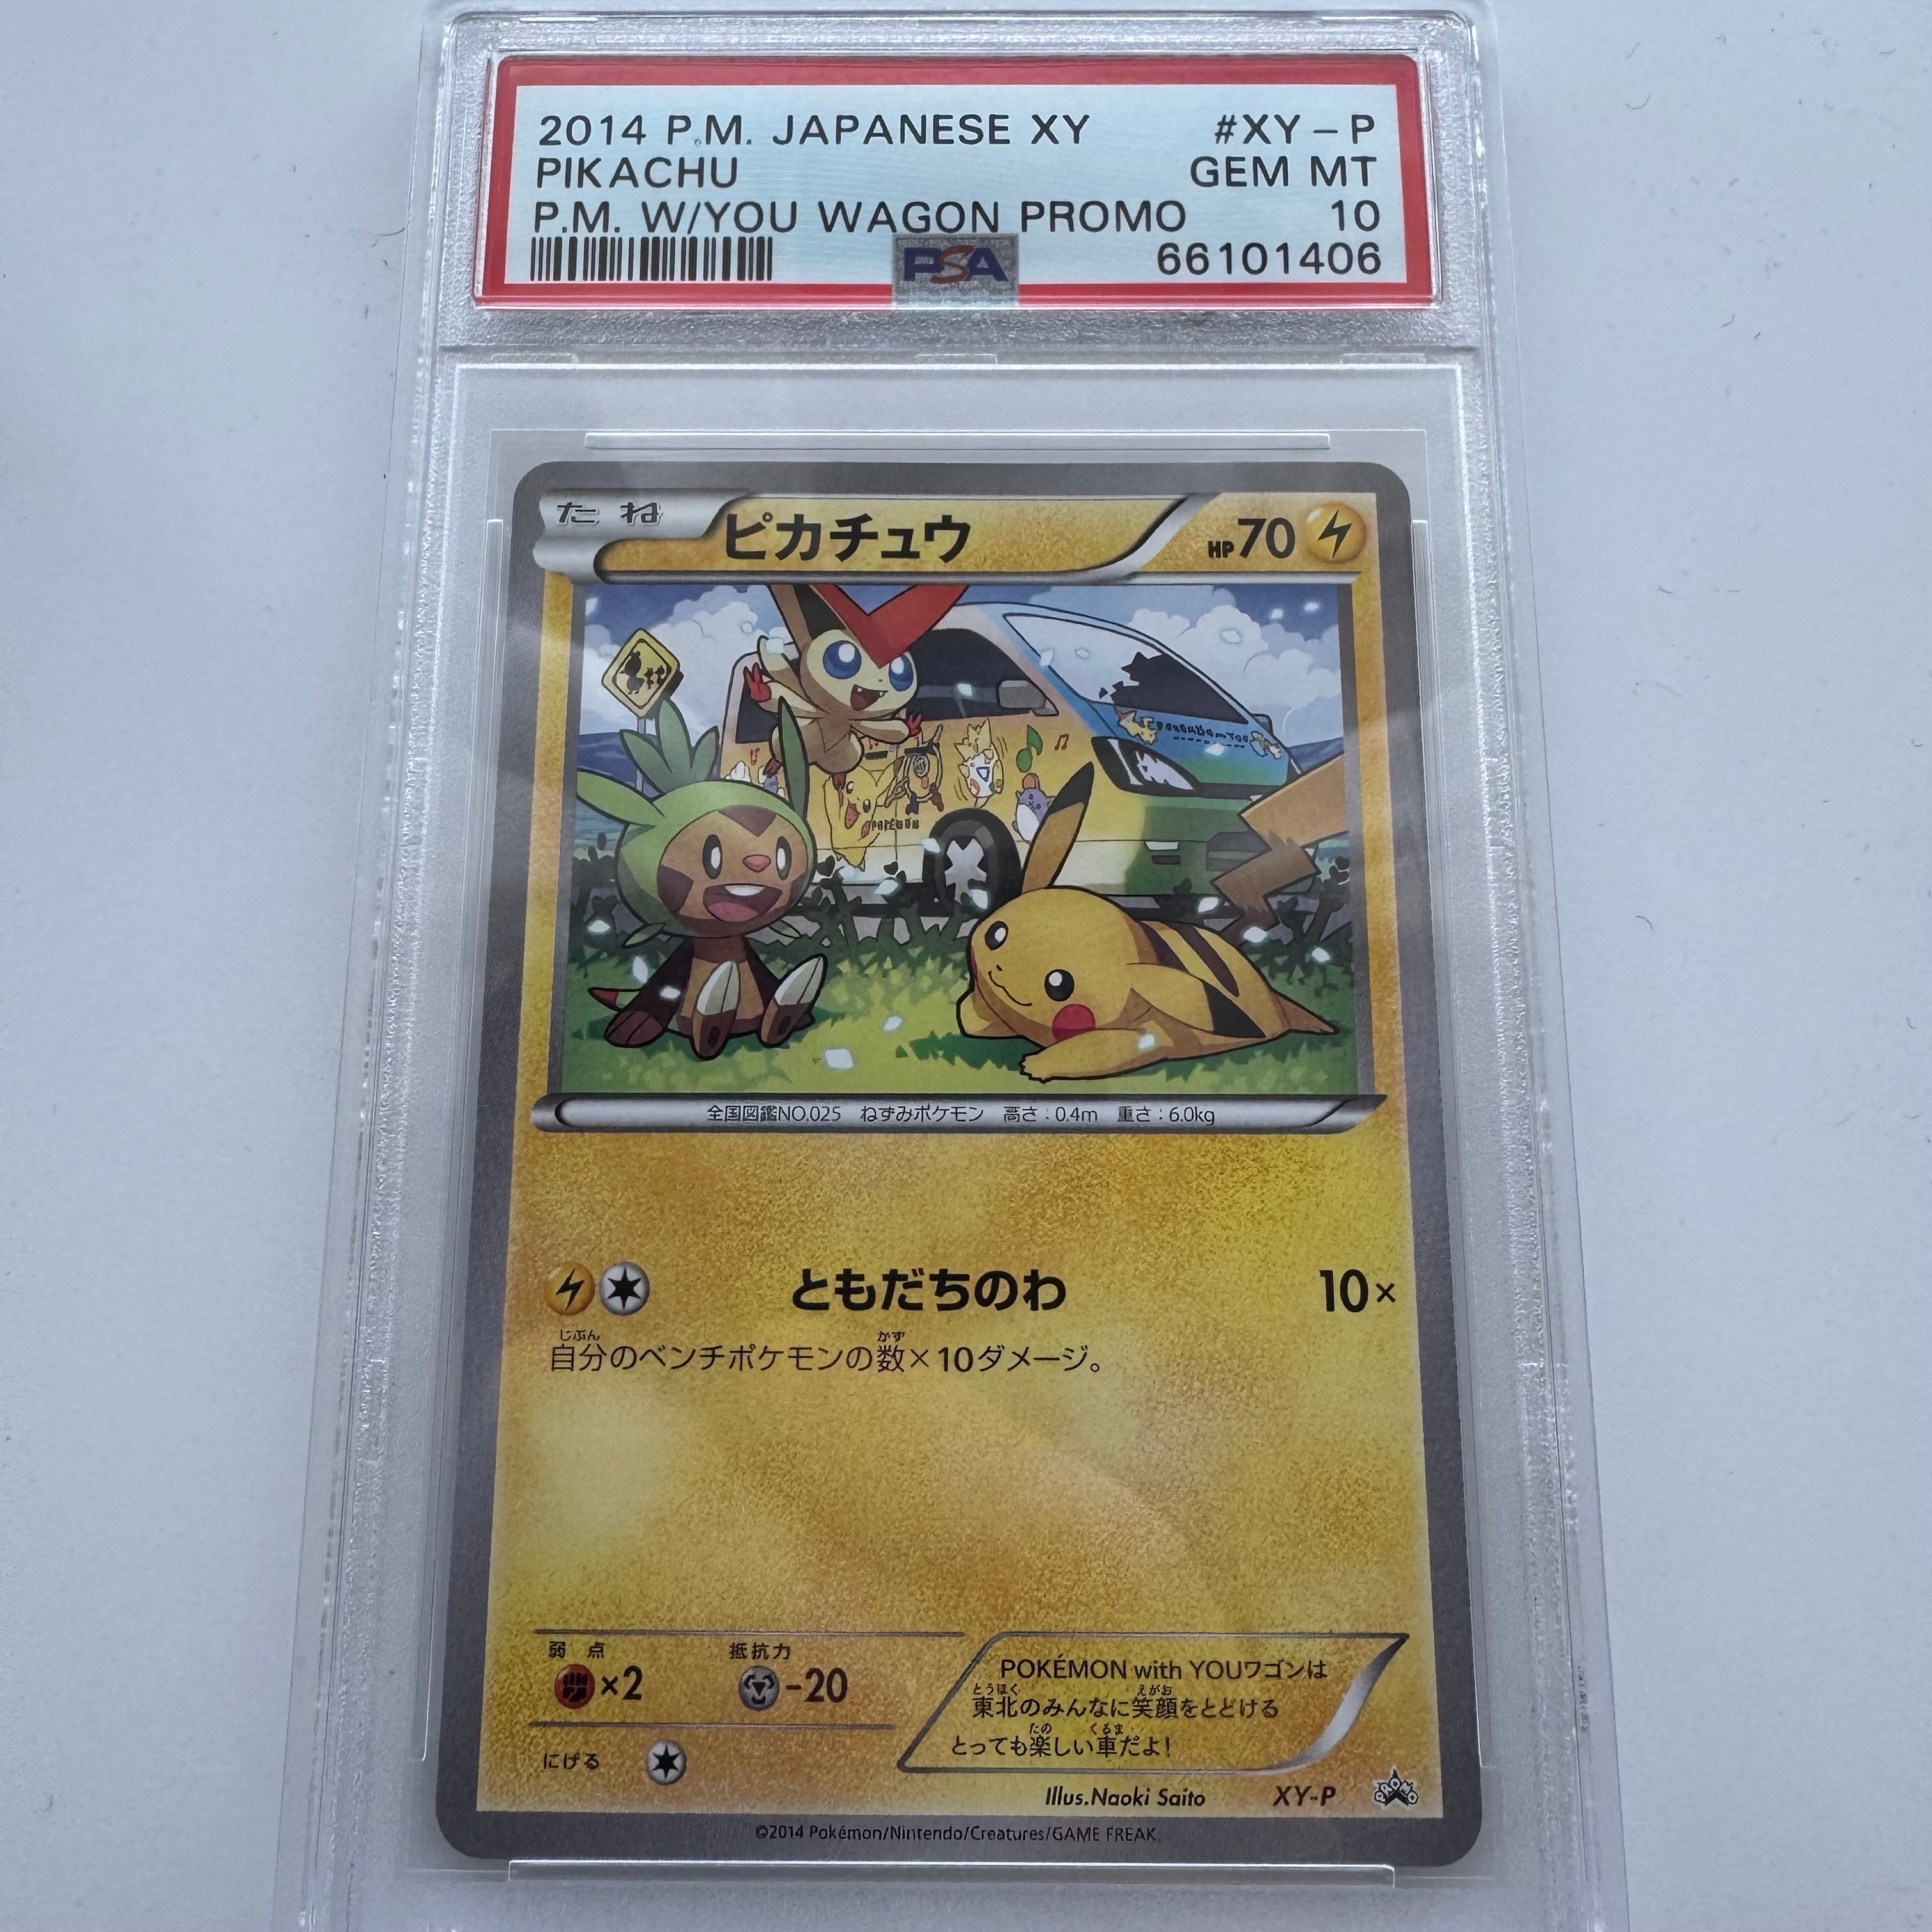 2014 P.M. JAPANESE XY #XY-P
PIKACHU GEM MT
P.M. W/YOU WAGON PROMO 10
PSA 66101406
たね ピカチュウ HP70
全国図鑑NO.025 ねずみポケモン 高さ:0.4m 重さ:6.0kg
ともだちのわ 10×
じぶん かず
自分のベンチポケモンの数×10ダメージ。
弱点 抵抗力
×2 -20
にげる
POKÉMON with YOUワゴンは
とうほく えがお
東北のみんなに笑顔をとどける
たの くるま
とっても楽しい車だよ!
Illus.Naoki Saito XY-P
©2014 Pokémon/Nintendo/Creatures/GAME FREAK.